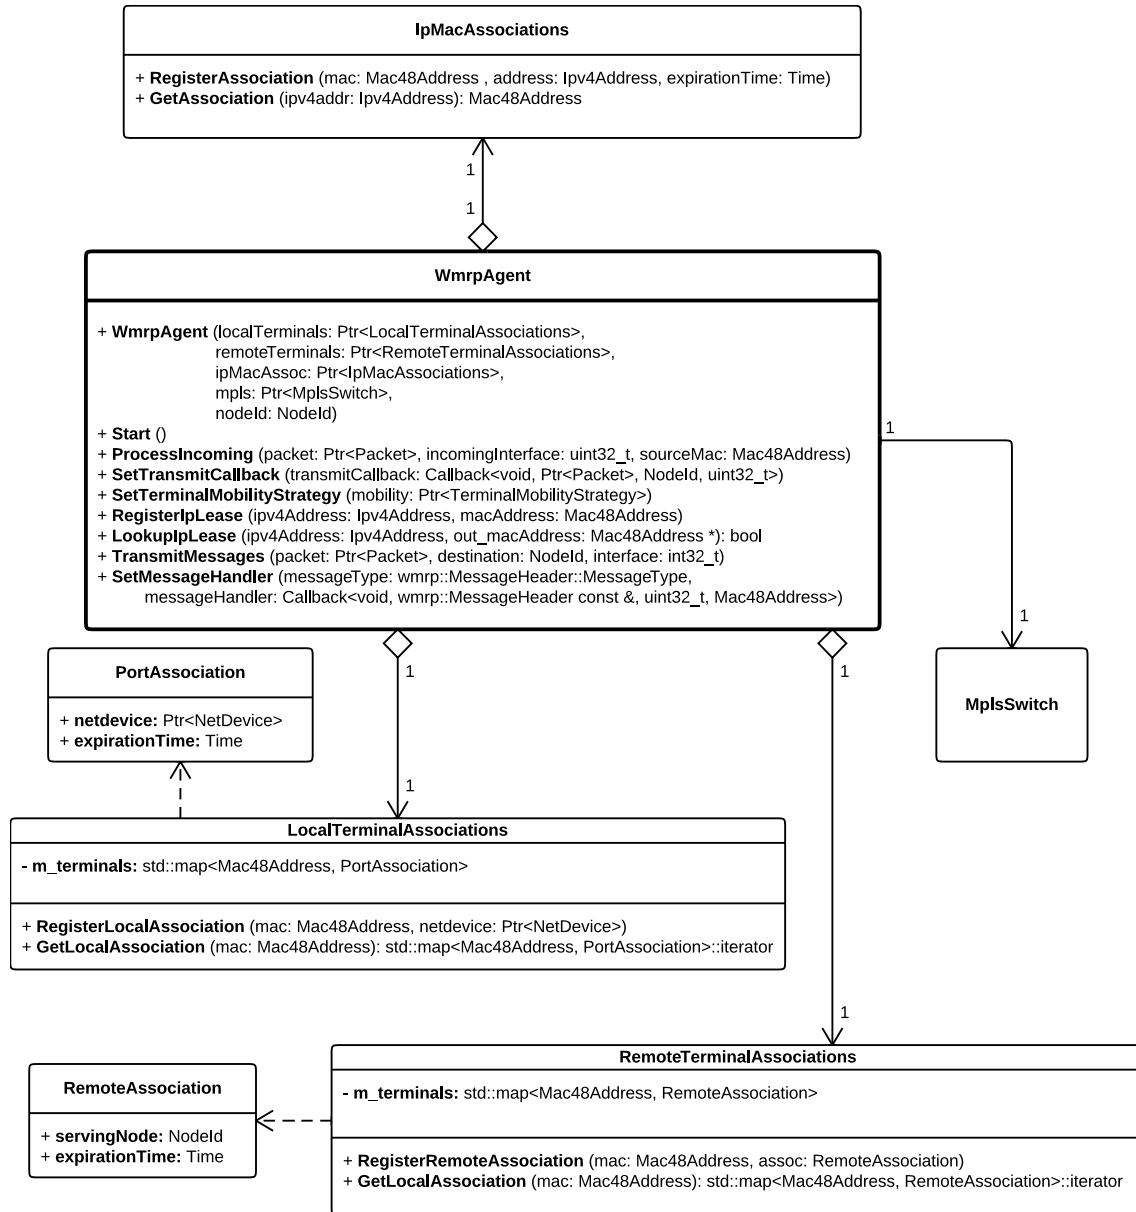 IpMacAssociations
+ RegisterAssociation (mac: Mac48Address , address: Ipv4Address, expirationTime: Time)
+ GetAssociation (ipv4addr: Ipv4Address): Mac48Address
1
1
WmrpAgent
+ WmrpAgent (localTerminals: Ptr<LocalTerminalAssociations>,
remoteTerminals: Ptr<RemoteTerminalAssociations>,
ipMacAssoc: Ptr<IpMacAssociations>,
mpls: Ptr<MplsSwitch>,
nodeId: NodeId)
+ Start ()
+ ProcessIncoming (packet: Ptr<Packet>, incomingInterface: uint32_t, sourceMac: Mac48Address)
+ SetTransmitCallback (transmitCallback: Callback<void, Ptr<Packet>, NodeId, uint32_t>)
+ SetTerminalMobilityStrategy (mobility: Ptr<TerminalMobilityStrategy>)
+ RegisterIpLease (ipv4Address: Ipv4Address, macAddress: Mac48Address)
+ LookupIpLease (ipv4Address: Ipv4Address, out_macAddress: Mac48Address *): bool
+ TransmitMessages (packet: Ptr<Packet>, destination: NodeId, interface: int32_t)
+ SetMessageHandler (messageType: wmrp::MessageHeader::MessageType,
messageHandler: Callback<void, wmrp::MessageHeader const &, uint32_t, Mac48Address>)
1
1
MplsSwitch
1
1
PortAssociation
+ netdevice: Ptr<NetDevice>
+ expirationTime: Time
1
LocalTerminalAssociations
- m_terminals: std::map<Mac48Address, PortAssociation>
+ RegisterLocalAssociation (mac: Mac48Address, netdevice: Ptr<NetDevice>)
+ GetLocalAssociation (mac: Mac48Address): std::map<Mac48Address, PortAssociation>::iterator
1
RemoteAssociation
+ servingNode: NodeId
+ expirationTime: Time
RemoteTerminalAssociations
- m_terminals: std::map<Mac48Address, RemoteAssociation>
+ RegisterRemoteAssociation (mac: Mac48Address, assoc: RemoteAssociation)
+ GetLocalAssociation (mac: Mac48Address): std::map<Mac48Address, RemoteAssociation>::iterator